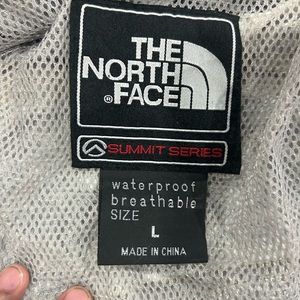 THE
NORTH
FACE
®
SUMMIT SERIES
waterproof
breathable
SIZE
L
MADE IN CHINA